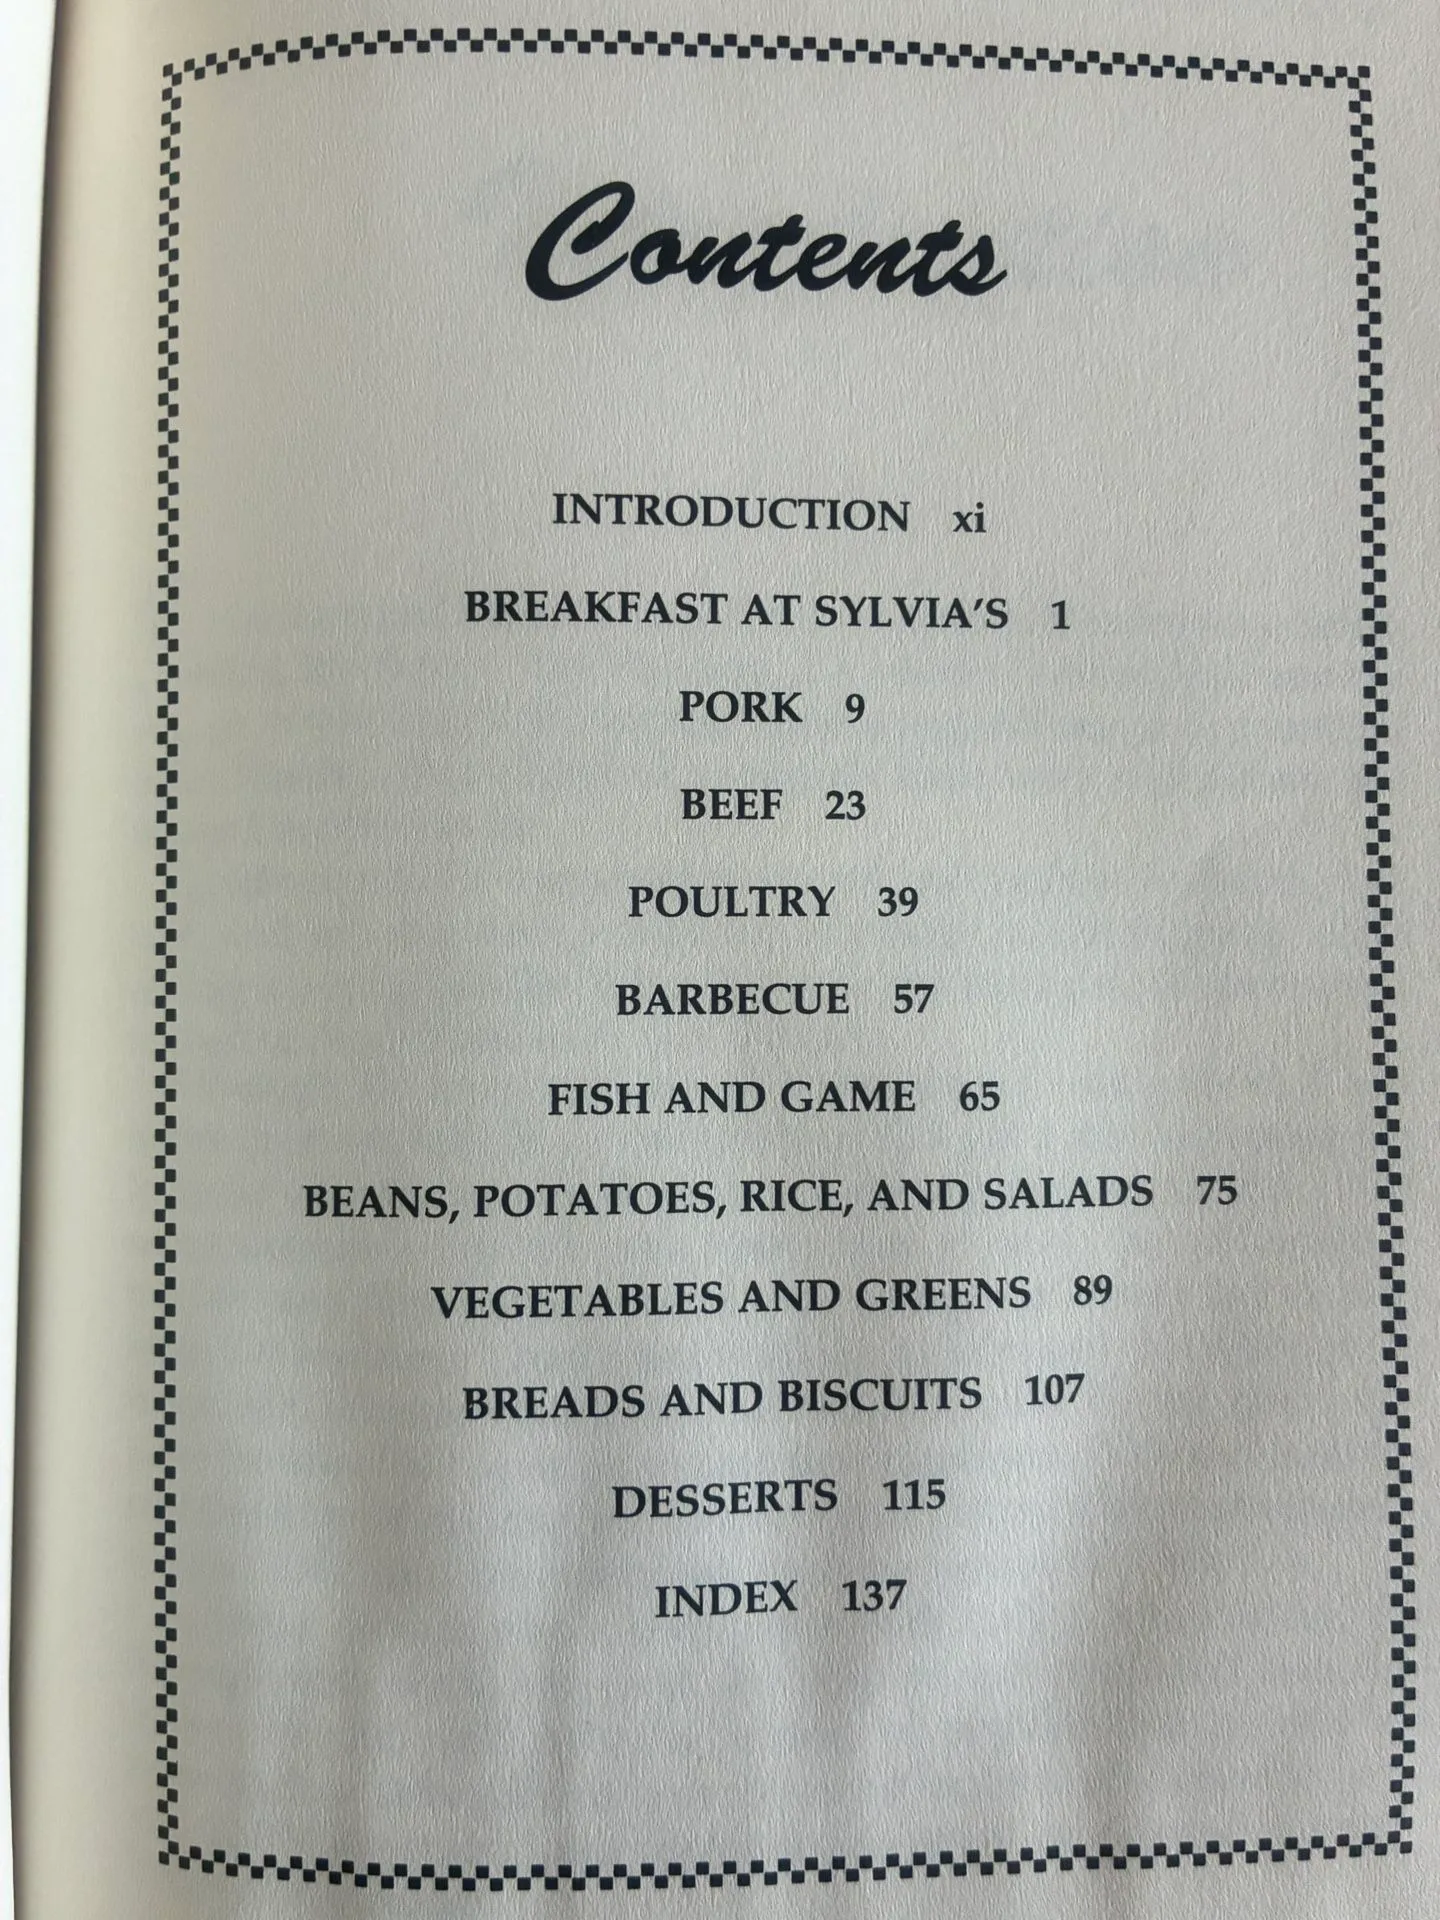 Contents
INTRODUCTION xi
BREAKFAST AT SYLVIA'S 1
PORK 9
BEEF 23
POULTRY 39
BARBECUE 57
FISH AND GAME 65
BEANS, POTATOES, RICE, AND SALADS 75
VEGETABLES AND GREENS 89
BREADS AND BISCUITS 107
DESSERTS 115
INDEX 137